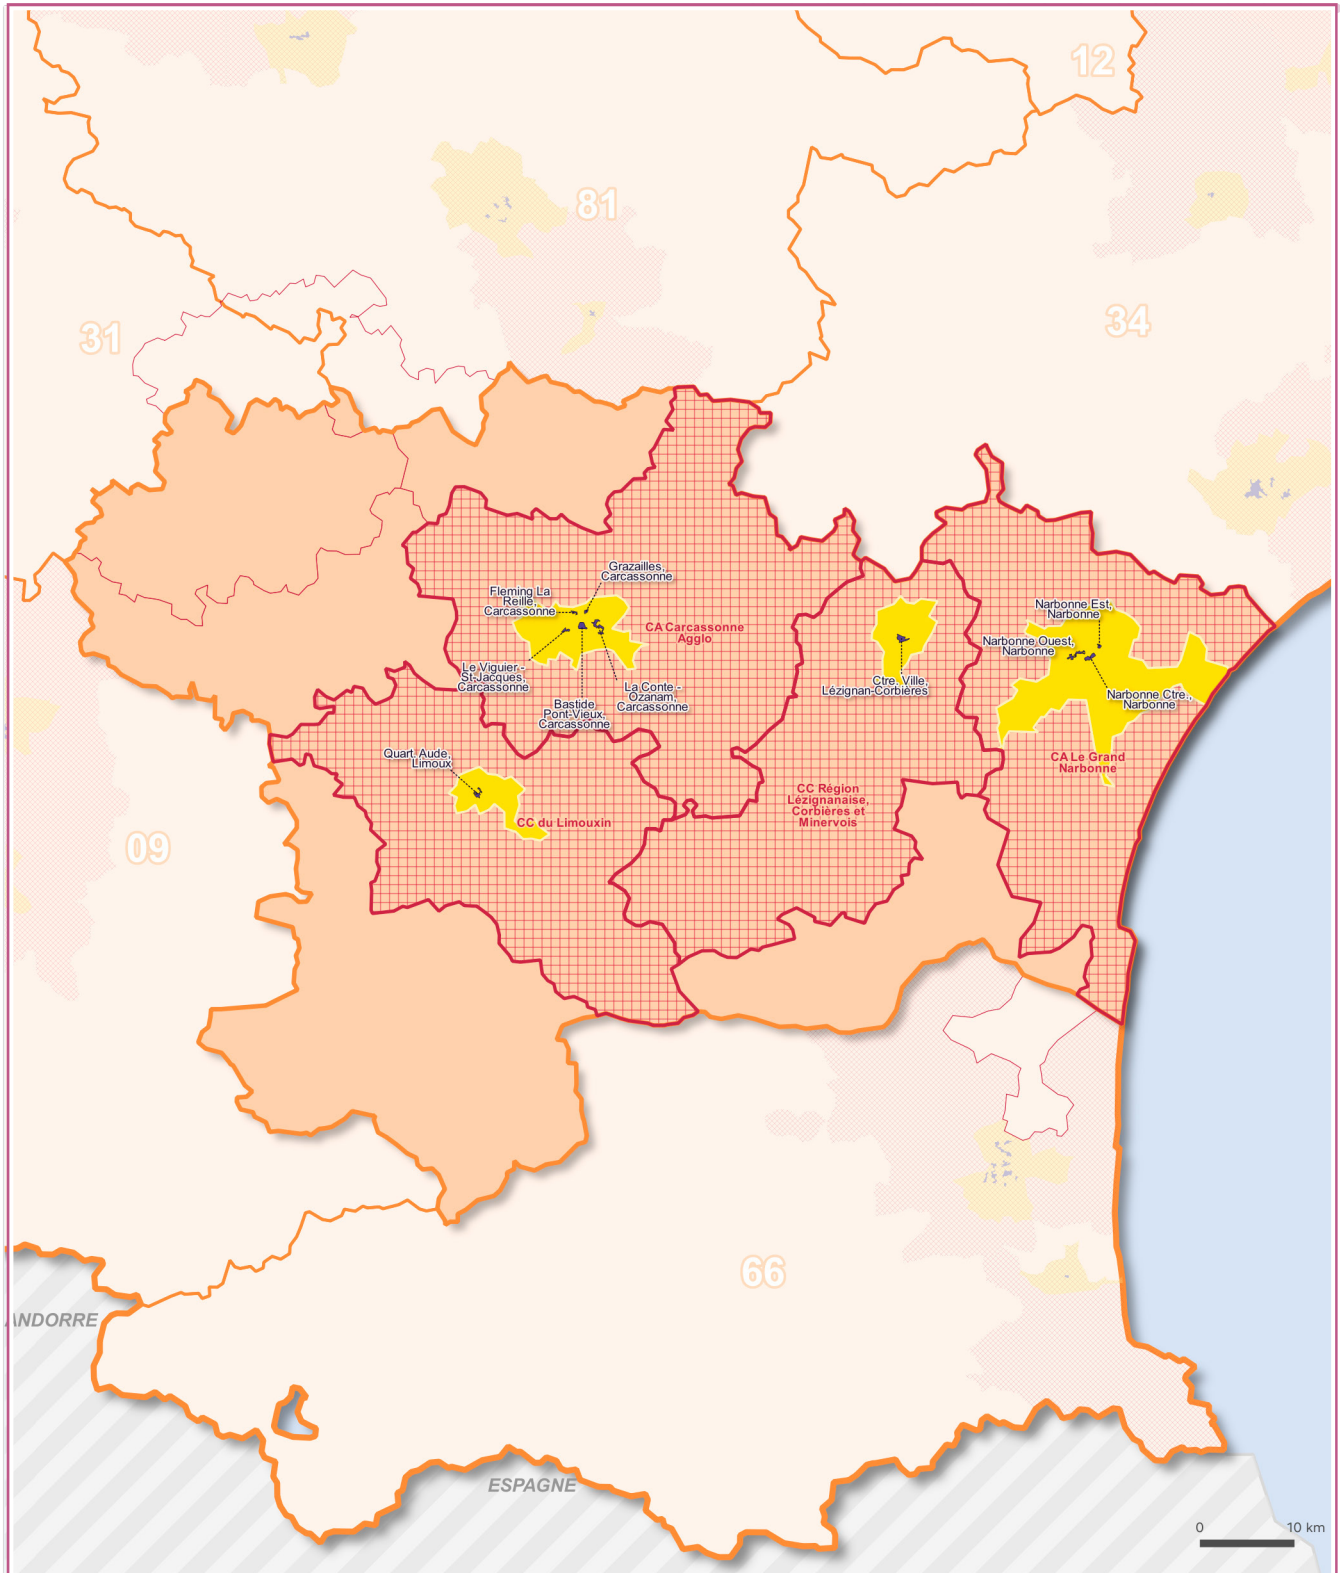 12
81
31
34
Grazailles,
Carcassonne
Fleming La
Reille,
Carcassonne
CA Carcassonne
Agglo
Narbonne Est,
Narbonne
Narbonne Ouest,
Narbonne
Le Viguier -
St-Jacques,
Carcassonne
La Conte -
Ozanam,
Carcassonne
Bastide
Pont-Vieux,
Carcassonne
Ctre. Ville,
Lézignan-Corbières
Narbonne Ctre.,
Narbonne
Quart. Aude,
Limoux
CA Le Grand
Narbonne
CC Région
Lézignanaise,
Corbières et
Minervois
CC du Limouxin
09
66
ANDORRE
ESPAGNE
0 10 km